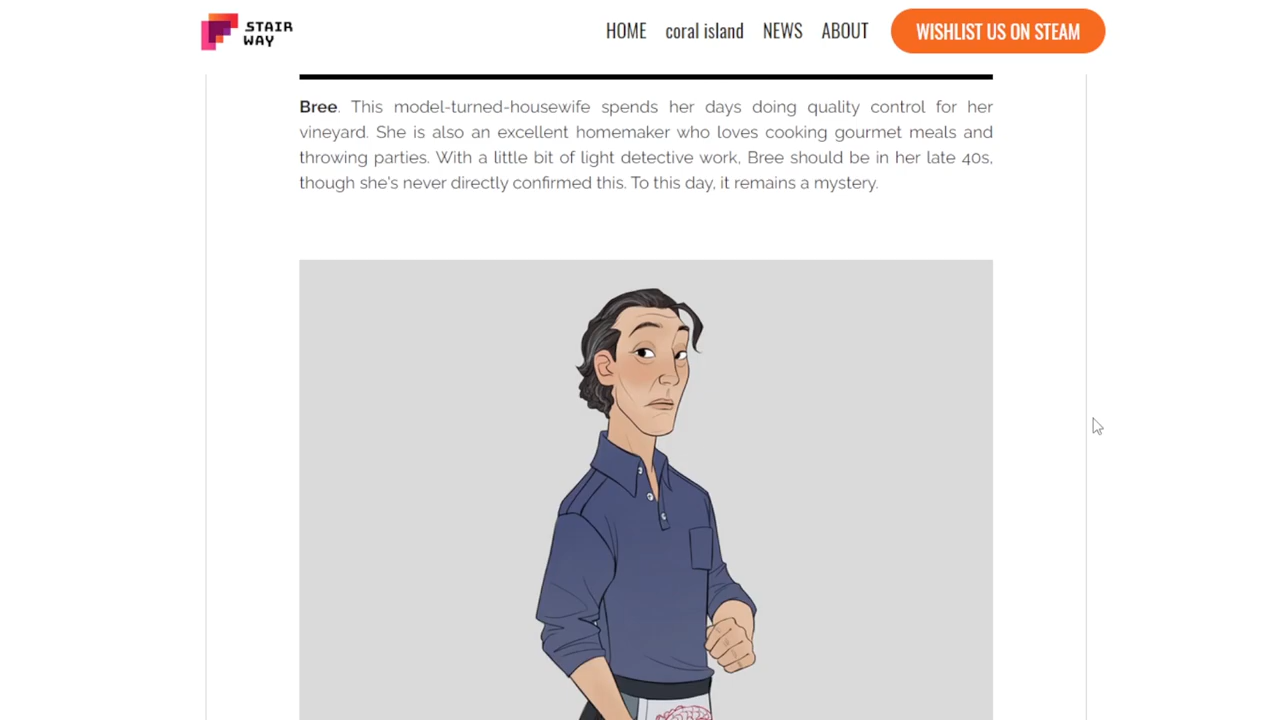 STAIR
WAY
HOME coral island NEWS ABOUT WISHLIST US ON STEAM
Bree. This model-turned-housewife spends her days doing quality control for her
vineyard. She is also an excellent homemaker who loves cooking gourmet meals and
throwing parties. With a little bit of light detective work, Bree should be in her late 40s,
though she's never directly confirmed this. To this day, it remains a mystery.